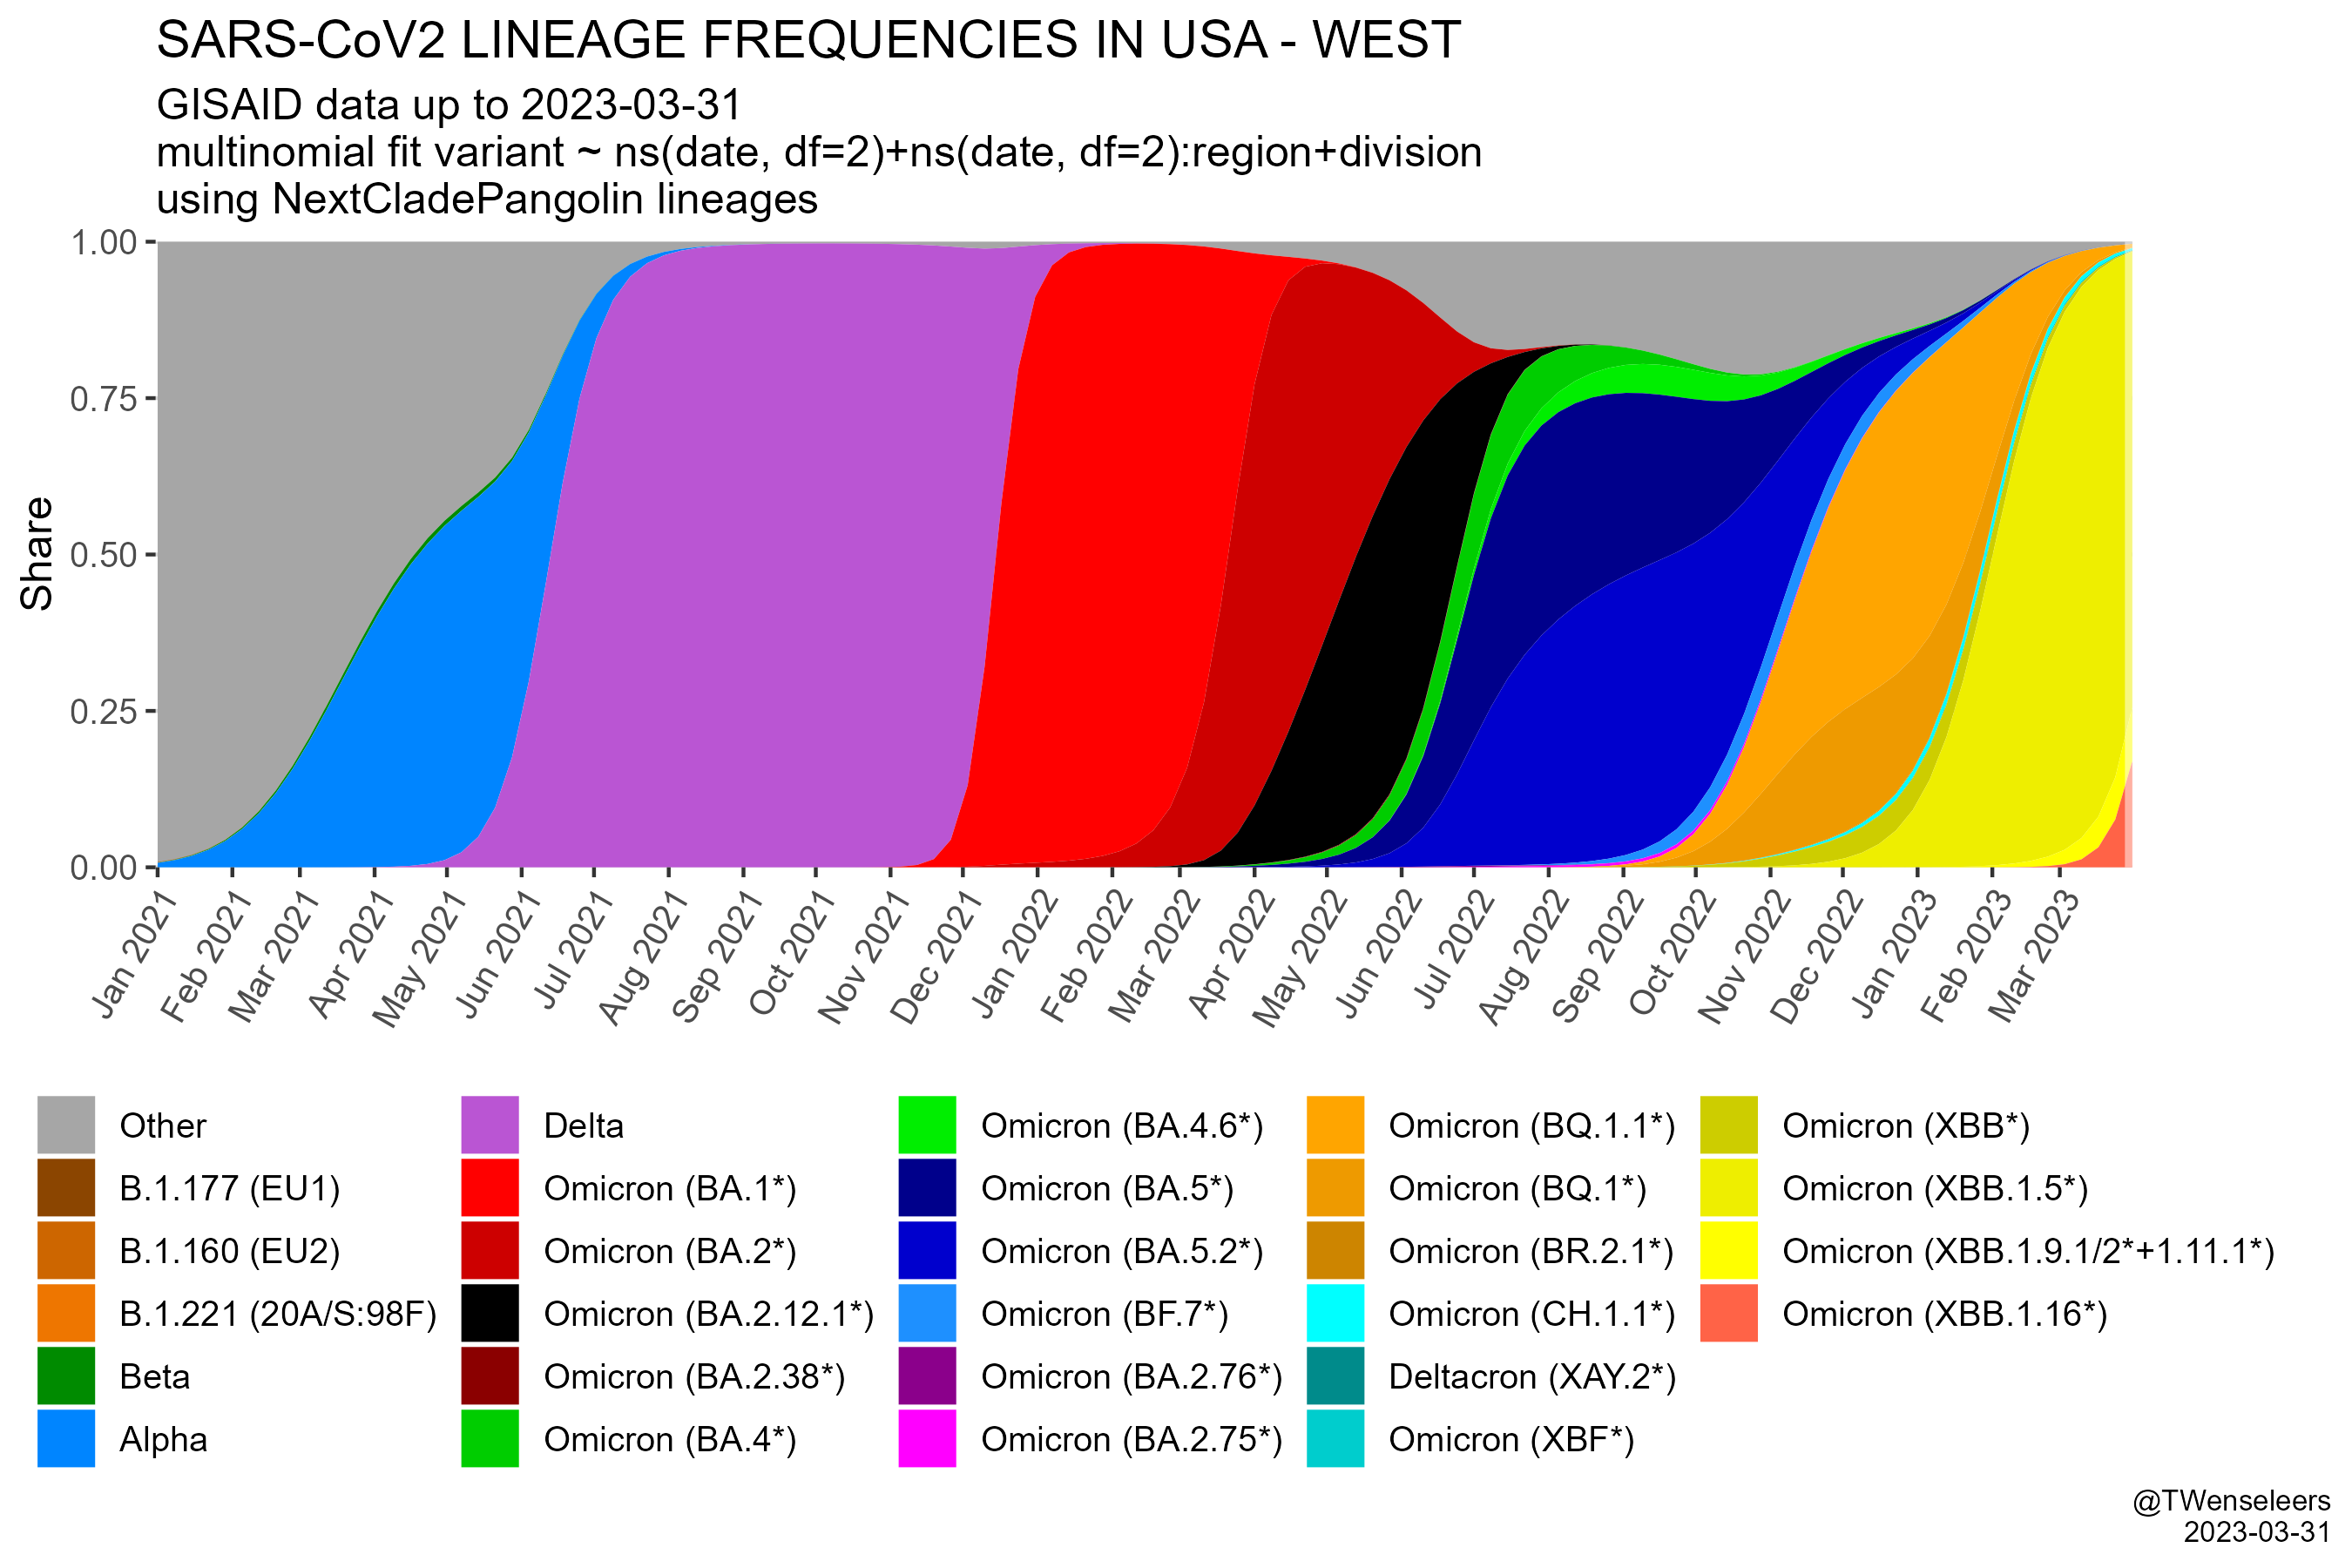 SARS-CoV2 LINEAGE FREQUENCIES IN USA - WEST
GISAID data up to 2023-03-31
multinomial fit variant ~ ns(date, df=2)+ns(date, df=2):region+division
using NextCladePangolin lineages
Share
1.00
0.75
0.50
0.25
0.00
Jan 2021
Feb 2021
Mar 2021
Apr 2021
May 2021
Jun 2021
Jul 2021
Aug 2021
Sep 2021
Oct 2021
Nov 2021
Dec 2021
Jan 2022
Feb 2022
Mar 2022
Apr 2022
May 2022
Jun 2022
Jul 2022
Aug 2022
Sep 2022
Oct 2022
Nov 2022
Dec 2022
Jan 2023
Feb 2023
Mar 2023
Other
B.1.177 (EU1)
B.1.160 (EU2)
B.1.221 (20A/S:98F)
Beta
Alpha
Delta
Omicron (BA.1*)
Omicron (BA.2*)
Omicron (BA.2.12.1*)
Omicron (BA.2.38*)
Omicron (BA.4*)
Omicron (BA.4.6*)
Omicron (BA.5*)
Omicron (BA.5.2*)
Omicron (BF.7*)
Omicron (BA.2.76*)
Omicron (BA.2.75*)
Omicron (BQ.1.1*)
Omicron (BQ.1*)
Omicron (BR.2.1*)
Omicron (CH.1.1*)
Deltacron (XAY.2*)
Omicron (XBF*)
Omicron (XBB*)
Omicron (XBB.1.5*)
Omicron (XBB.1.9.1/2*+1.11.1*)
Omicron (XBB.1.16*)
@TWenseleers
2023-03-31